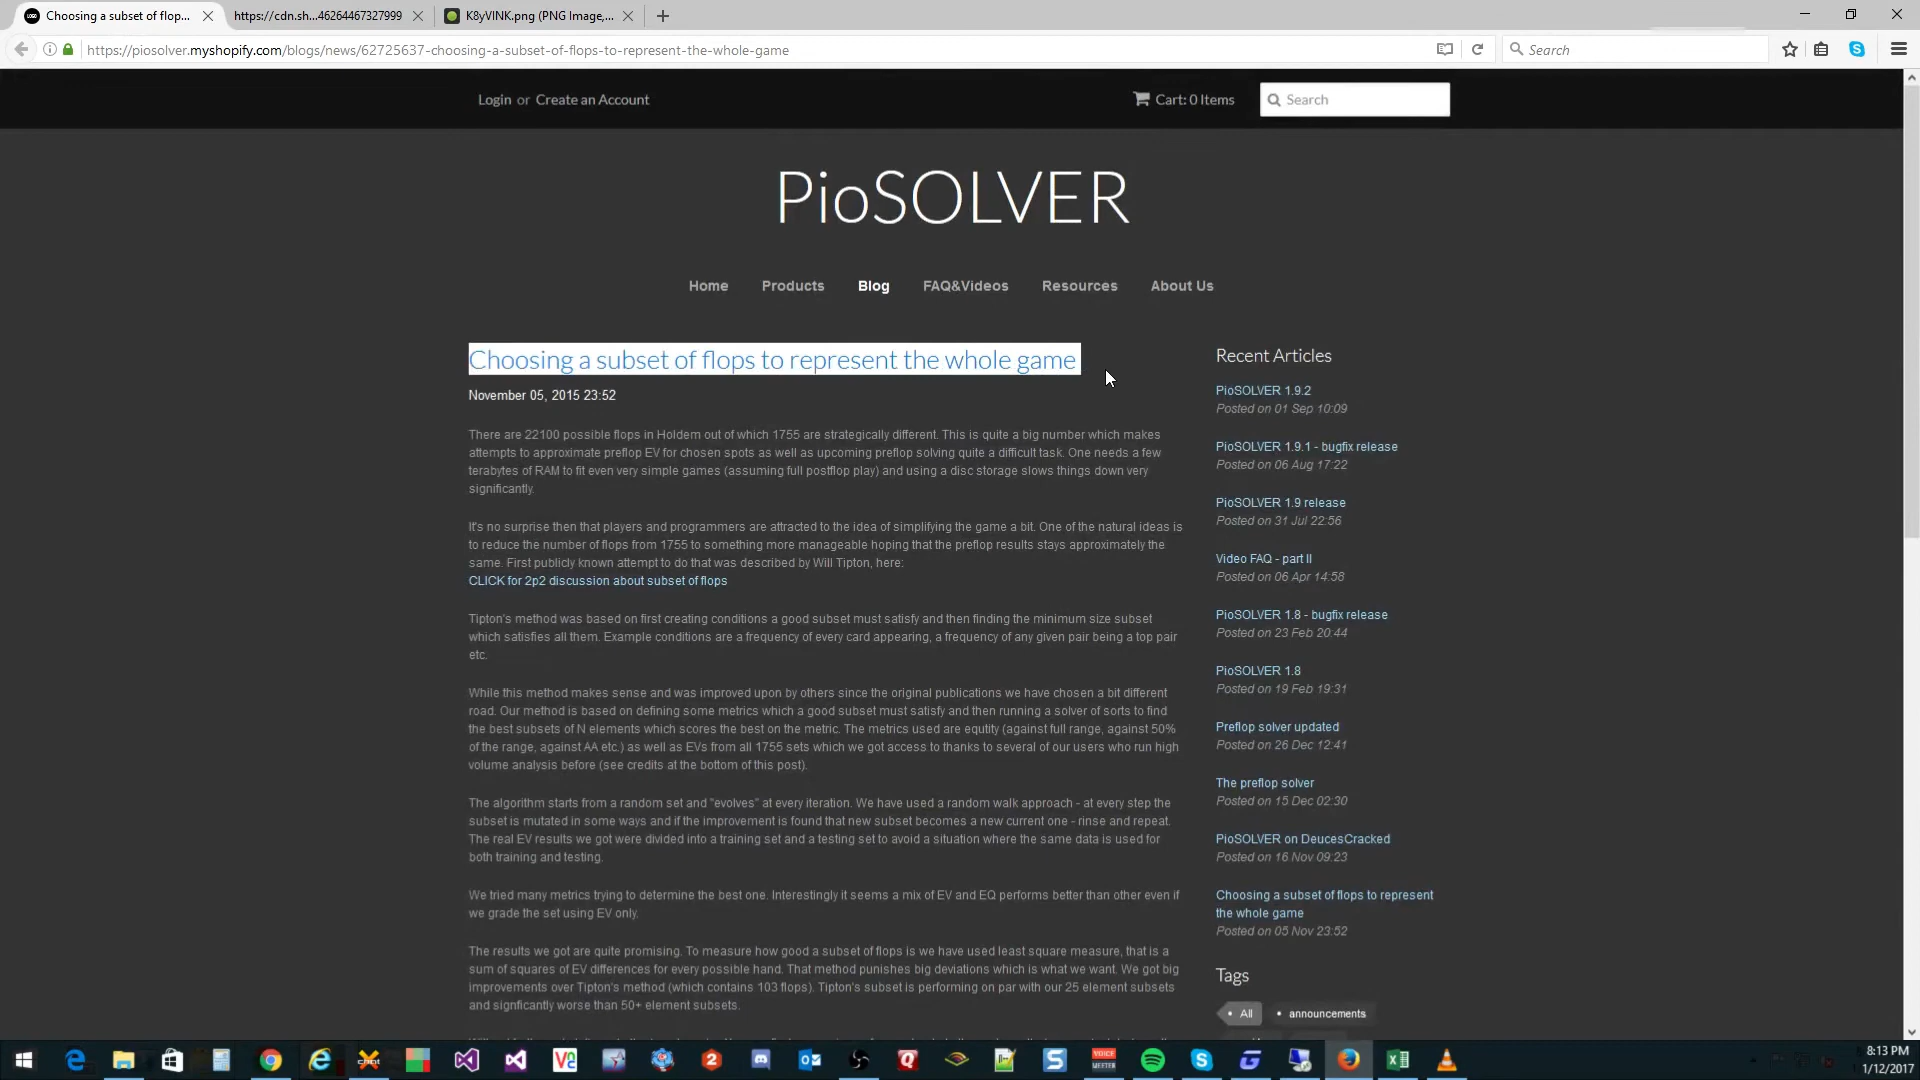 Choosing a subset of flop...
https://cdn.sh...46264467327999
K8yVINK.png (PNG Image,...
https://piosolver.myshopify.com/blogs/news/62725637-choosing-a-subset-of-flops-to-represent-the-whole-game
Search
Login or Create an Account
Cart: 0 Items
Search
PioSOLVER
Home
Products
Blog
FAQ&Videos
Resources
About Us
Choosing a subset of flops to represent the whole game
November 05, 2015 23:52
There are 22100 possible flops in Holdem out of which 1755 are strategically different. This is quite a big number which makes
attempts to approximate preflop EV for chosen spots as well as upcoming preflop solving quite a difficult task. One needs a few
terabytes of RAM to fit even very simple games (assuming full postflop play) and using a disc storage slows things down very
significantly.
It's no surprise then that players and programmers are attracted to the idea of simplifying the game a bit. One of the natural ideas is
to reduce the number of flops from 1755 to something more manageable hoping that the preflop results stays approximately the
same. First publicly known attempt to do that was described by Will Tipton, here:
CLICK for 2p2 discussion about subset of flops
Tipton's method was based on first creating conditions a good subset must satisfy and then finding the minimum size subset
which satisfies all them. Example conditions are a frequency of every card appearing, a frequency of any given pair being a top pair
etc.
While this method makes sense and was improved upon by others since the original publications we have chosen a bit different
road. Our method is based on defining some metrics which a good subset must satisfy and then running a solver of sorts to find
the best subsets of N elements which scores the best on the metric. The metrics used are equtity (against full range, against 50%
of the range, against AA etc.) as well as EVs from all 1755 sets which we got access to thanks to several of our users who run high
volume analysis before (see credits at the bottom of this post).
The algorithm starts from a random set and "evolves" at every iteration. We have used a random walk approach - at every step the
subset is mutated in some ways and if the improvement is found that new subset becomes a new current one - rinse and repeat.
The real EV results we got were divided into a training set and a testing set to avoid a situation where the same data is used for
both training and testing.
We tried many metrics trying to determine the best one. Interestingly it seems a mix of EV and EQ performs better than other even if
we grade the set using EV only.
The results we got are quite promising. To measure how good a subset of flops is we have used least square measure, that is a
sum of squares of EV differences for every possible hand. That method punishes big deviations which is what we want. We got big
improvements over Tipton's method (which contains 103 flops). Tipton's subset is performing on par with our 25 element subsets
and signficantly worse than 50+ element subsets.
Recent Articles
PioSOLVER 1.9.2
Posted on 01 Sep 10:09
PioSOLVER 1.9.1 - bugfix release
Posted on 06 Aug 17:22
PioSOLVER 1.9 release
Posted on 31 Jul 22:56
Video FAQ - part II
Posted on 06 Apr 14:58
PioSOLVER 1.8 - bugfix release
Posted on 23 Feb 20:44
PioSOLVER 1.8
Posted on 19 Feb 19:31
Preflop solver updated
Posted on 26 Dec 12:41
The preflop solver
Posted on 15 Dec 02:30
PioSOLVER on DeucesCracked
Posted on 16 Nov 09:23
Choosing a subset of flops to represent
the whole game
Posted on 05 Nov 23:52
Tags
• All
• announcements
8:13 PM
1/12/2017